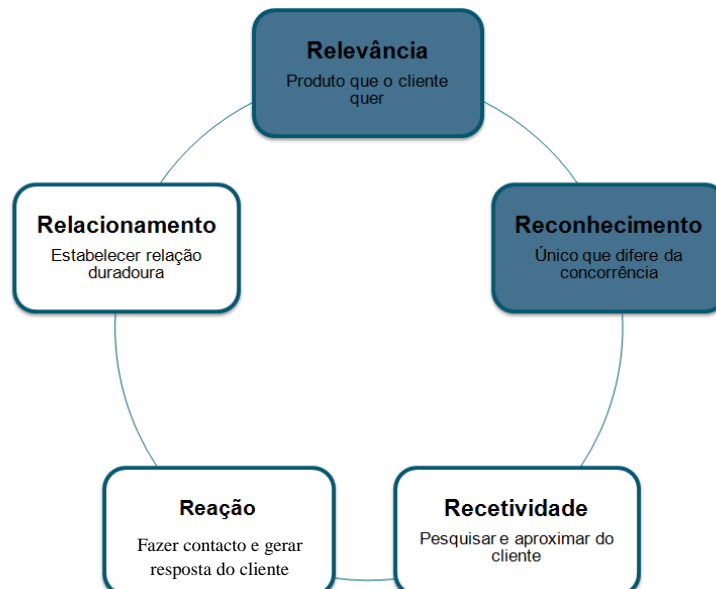 Relevância
Produto que o cliente
quer
Reconhecimento
Único que difere da
concorrência
Recetividade
Pesquisar e aproximar do
cliente
Reação
Fazer contacto e gerar
resposta do cliente
Relacionamento
Estabelecer relação
duradoura